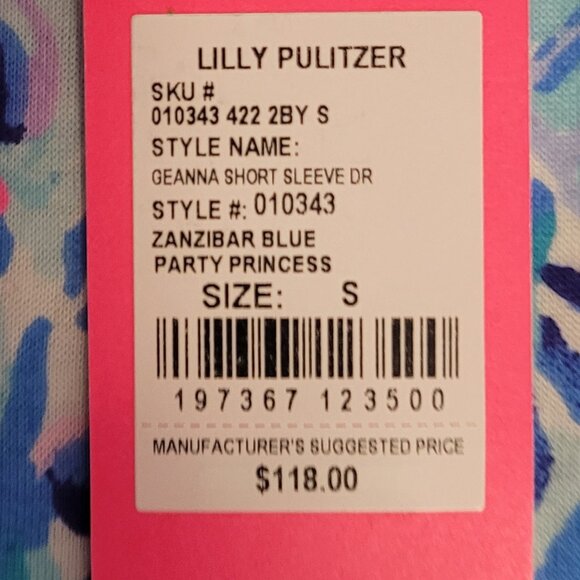 LILLY PULITZER
SKU #
010343 422 2BY S
STYLE NAME:
GEANNA SHORT SLEEVE DR
STYLE #: 010343
ZANZIBAR BLUE
PARTY PRINCESS
SIZE: S
197367 123500
MANUFACTURER'S SUGGESTED PRICE
$118.00